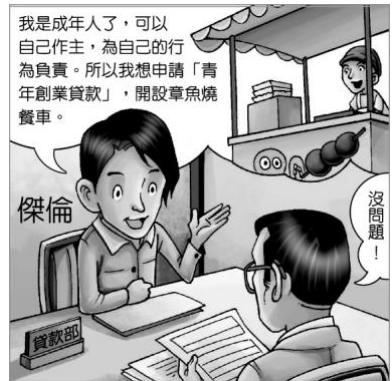 我是成年人了，可以
自己作主，為自己的行
為負責。所以我想申請「青
年創業貸款」，開設章魚燒
餐車。
傑倫
沒問題！
貸款部